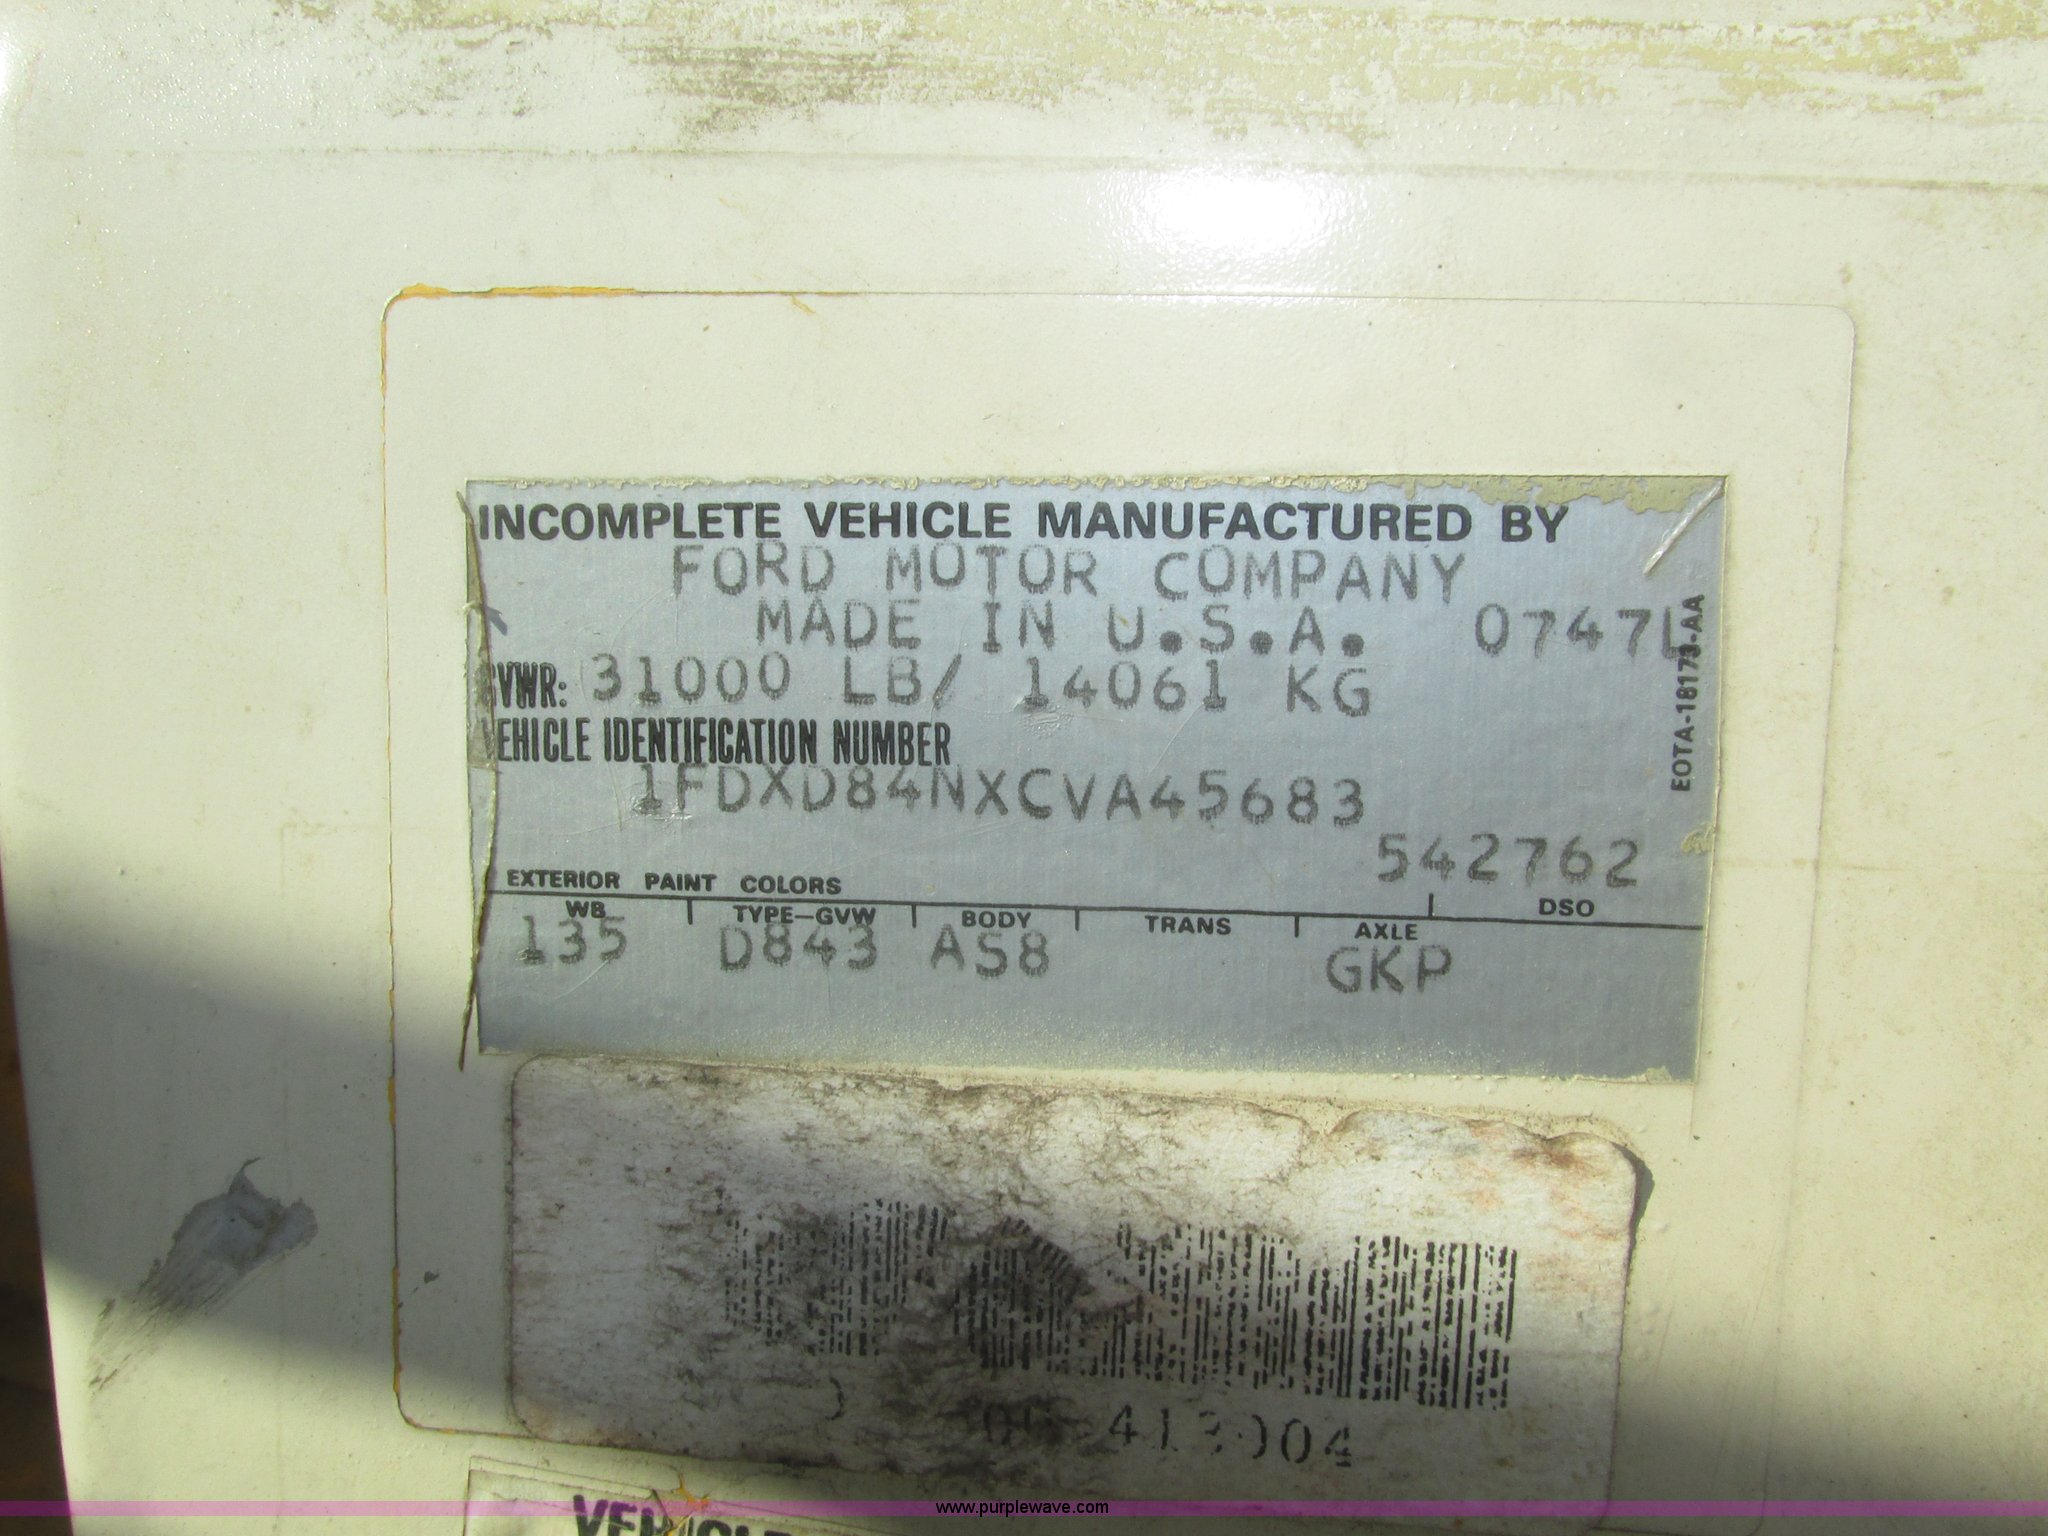 INCOMPLETE VEHICLE MANUFACTURED BY
FORD MOTOR COMPANY
MADE IN U.S.A. 0747L
GVWR: 31000 LB/ 14061 KG
VEHICLE IDENTIFICATION NUMBER
1FDXD84NXCVA45683
EOTA-18173-AA
542762
EXTERIOR PAINT COLORS
DSO
WB TYPE-GVW BODY TRANS AXLE
135 D843 AS8 GKP
VEHICLE
www.purplewave.com